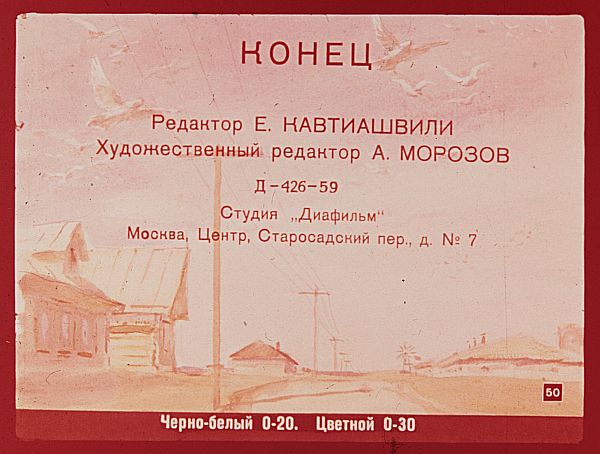 КОНЕЦ
Редактор Е. КАВТИАШВИЛИ
Художественный редактор А. МОРОЗОВ
Д-426-59
Студия „Диафильм“
Москва, Центр, Старосадский пер., д. № 7
50
Черно-белый 0-20. Цветной 0-30